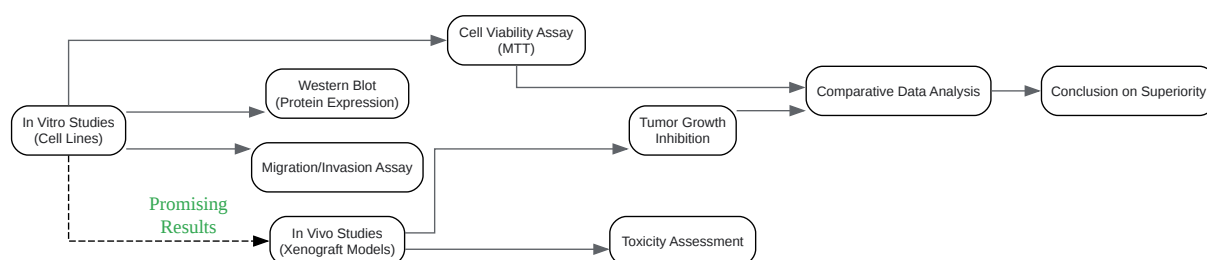 Cell Viability Assay
(MTT)
Western Blot
(Protein Expression)
Comparative Data Analysis
Conclusion on Superiority
In Vitro Studies
(Cell Lines)
Tumor Growth
Inhibition
Migration/Invasion Assay
Promising
Results
In Vivo Studies
(Xenograft Models)
Toxicity Assessment